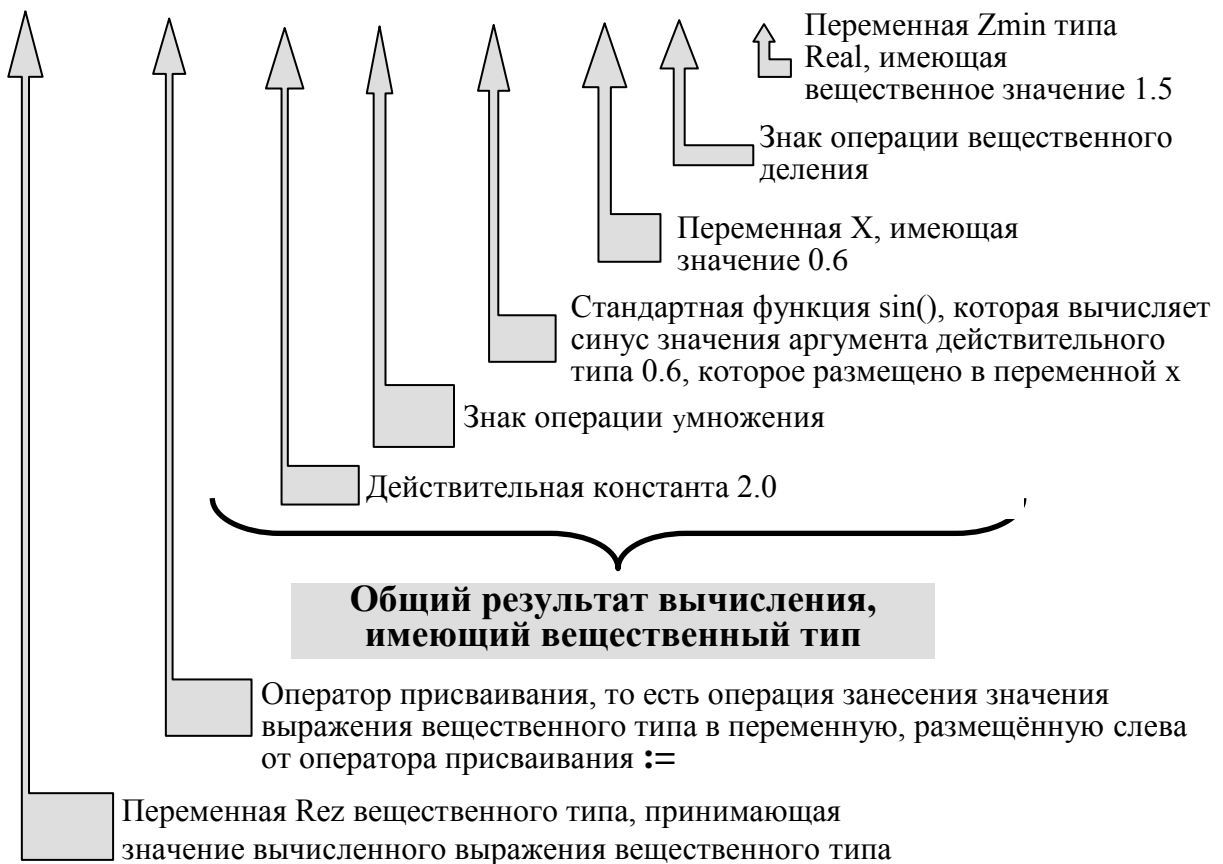 Переменная Zmin типа
Real, имеющая
вещественное значение 1.5
Знак операции вещественного
деления
Переменная X, имеющая
значение 0.6
Стандартная функция sin(), которая вычисляет
синус значения аргумента действительного
типа 0.6, которое размещено в переменной x
Знак операции умножения
Действительная константа 2.0
Общий результат вычисления,
имеющий вещественный тип
Оператор присваивания, то есть операция занесения значения
выражения вещественного типа в переменную, размещённую слева
от оператора присваивания :=
Переменная Rez вещественного типа, принимающая
значение вычисленного выражения вещественного типа